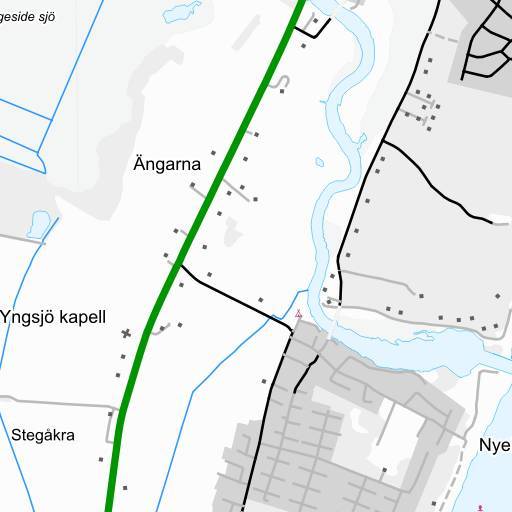 geside sjö
Ängarna
Yngsjö kapell
Stegåkra
Nye